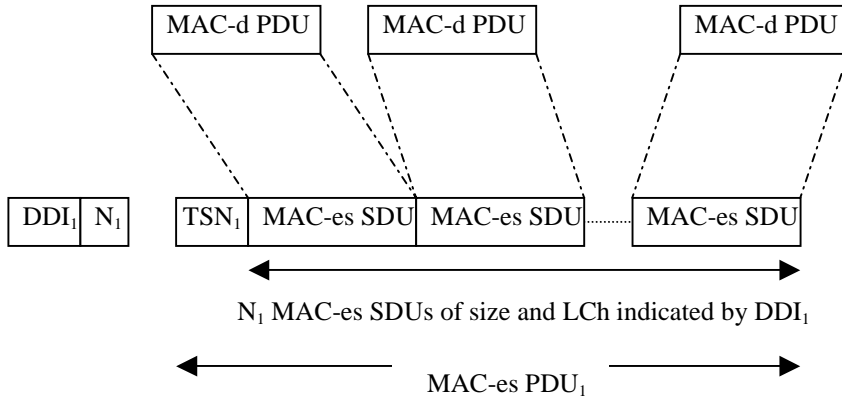 MAC-d PDU MAC-d PDU MAC-d PDU
DDI₁ N₁ TSN₁ MAC-es SDU MAC-es SDU MAC-es SDU
N₁ MAC-es SDUs of size and LCh indicated by DDI₁
MAC-es PDU₁